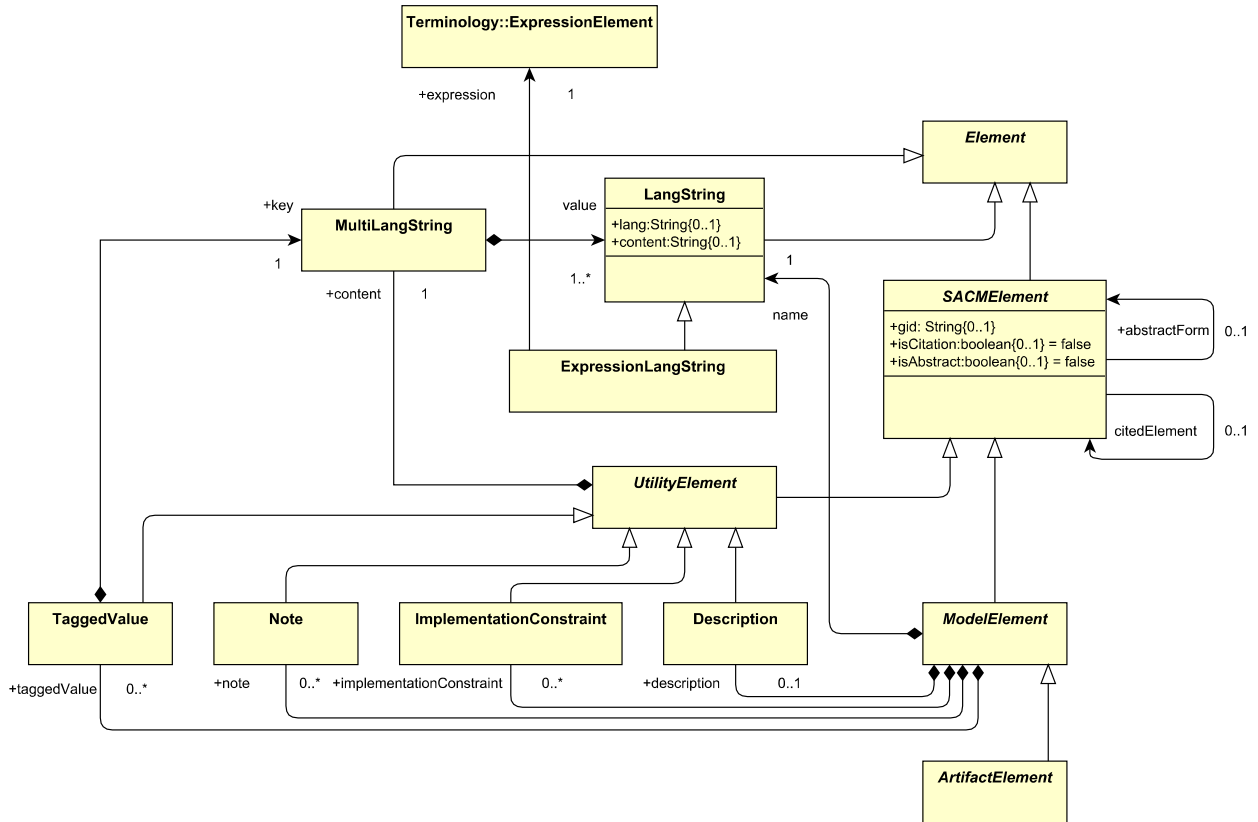 Terminology::ExpressionElement
+expression
1
Element
+key
1
MultiLangString
value
1..*
LangString
+lang:String{0..1}
+content:String{0..1}
1
name
+content
1
SACMElement
+gid: String{0..1}
+isCitation:boolean{0..1} = false
+isAbstract:boolean{0..1} = false
+abstractForm
0..1
citedElement
0..1
ExpressionLangString
UtilityElement
TaggedValue
Note
ImplementationConstraint
Description
ModelElement
+taggedValue
0..*
+note
0..*
+implementationConstraint
0..*
+description
0..1
ArtifactElement